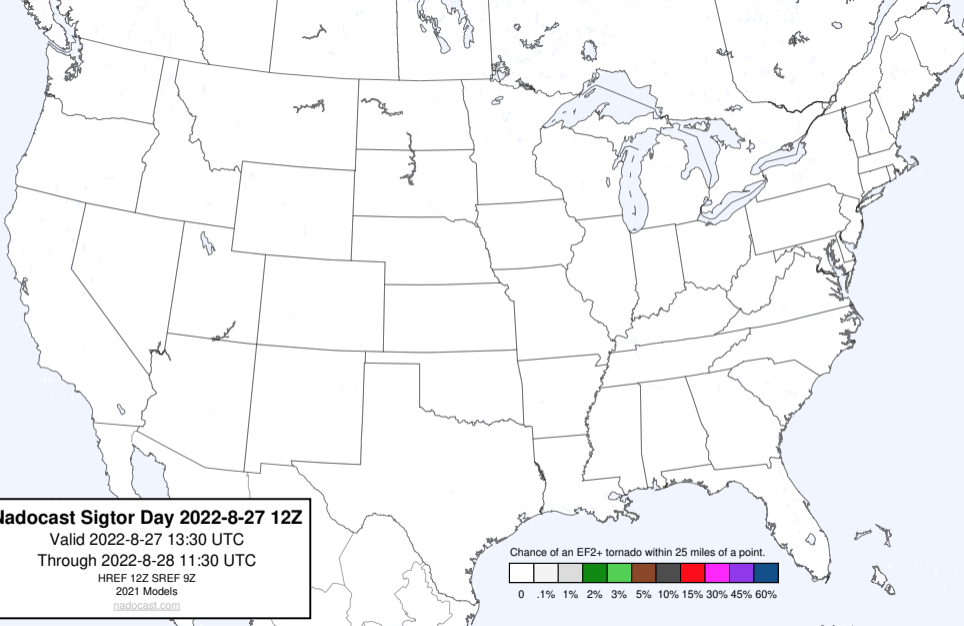 Nadocast Sigtor Day 2022-8-27 12Z
Valid 2022-8-27 13:30 UTC
Through 2022-8-28 11:30 UTC
HREF 12Z SREF 9Z
2021 Models
nadocast.com
Chance of an EF2+ tornado within 25 miles of a point.
0 .1% 1% 2% 3% 5% 10% 15% 30% 45% 60%